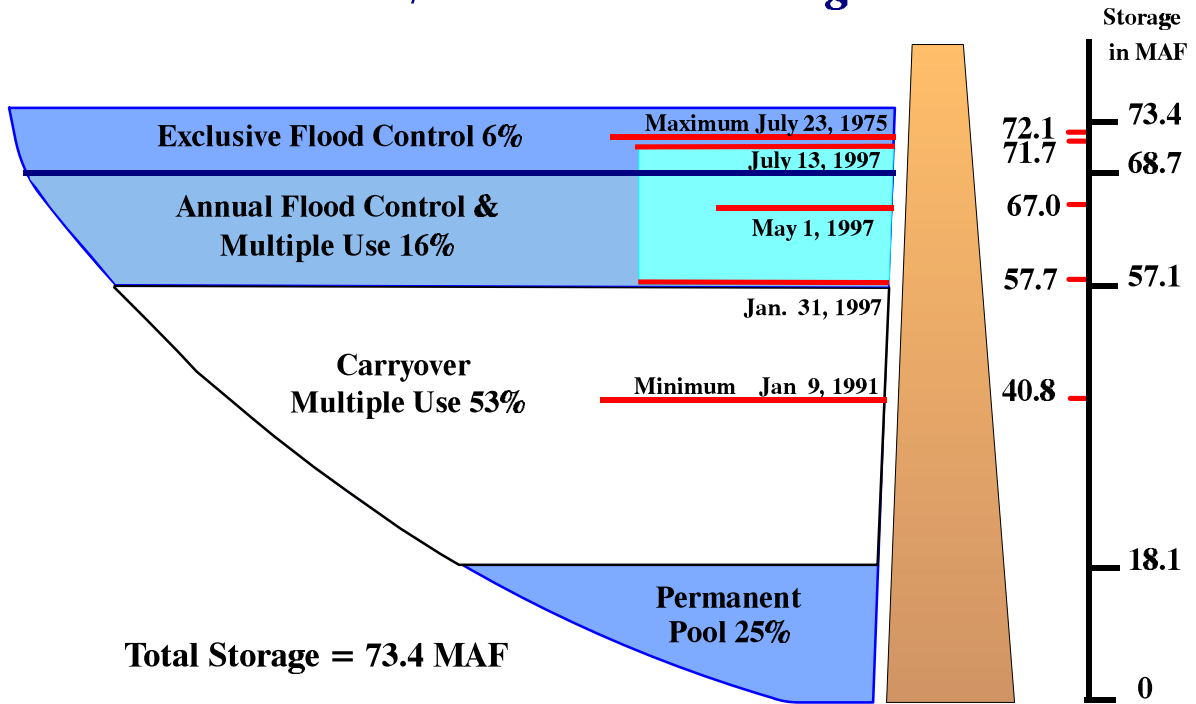 Storage
in MAF
Maximum July 23, 1975
Exclusive Flood Control 6%
73.4
72.1
71.7
July 13, 1997
68.7
Annual Flood Control &
Multiple Use 16%
67.0
May 1, 1997
57.7
57.1
Jan. 31, 1997
Carryover
Multiple Use 53%
Minimum Jan 9, 1991
40.8
18.1
Permanent
Pool 25%
Total Storage = 73.4 MAF
0